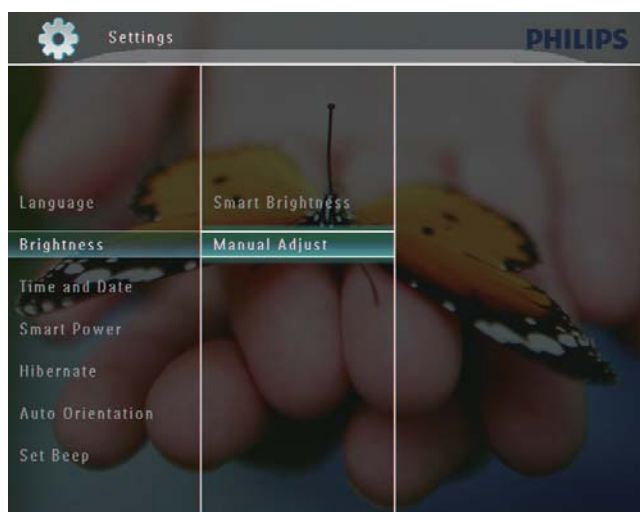 Settings
PHILIPS
Language
Smart Brightness
Brightness
Manual Adjust
Time and Date
Smart Power
Hibernate
Auto Orientation
Set Beep